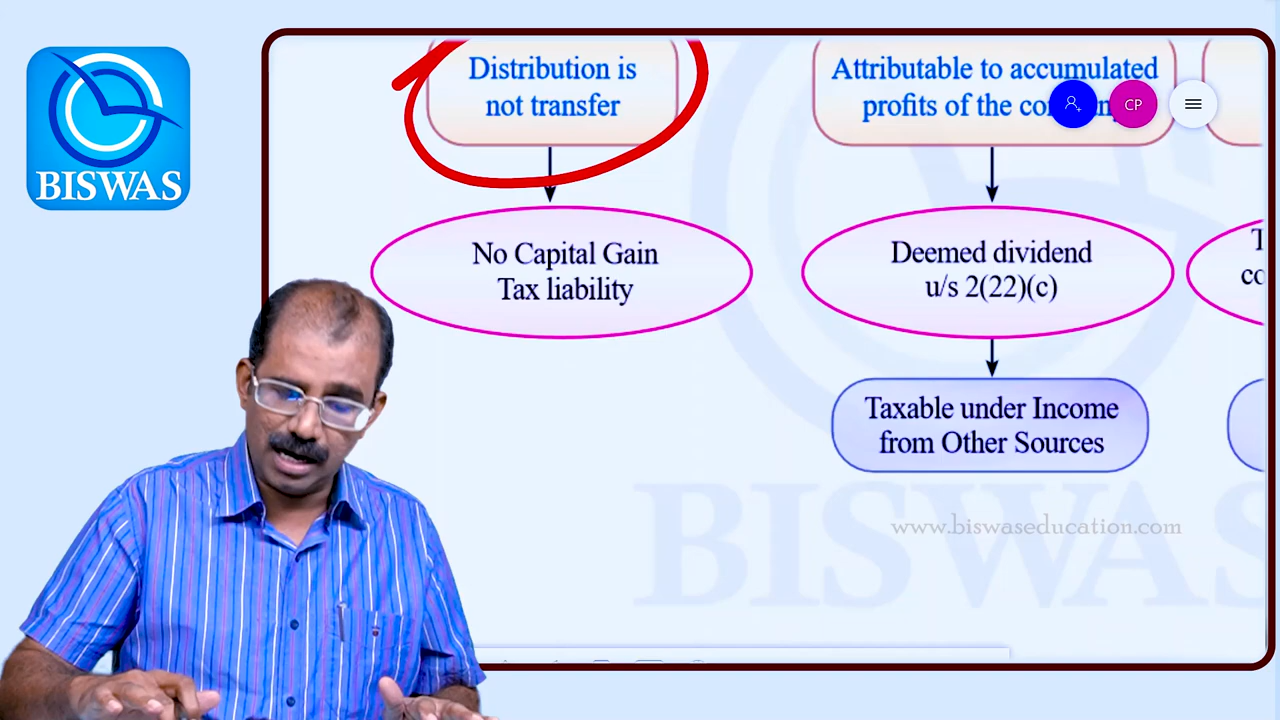 BISWAS
Distribution is
not transfer
Attributable to accumulated
profits of the
CP
No Capital Gain
Tax liability
Deemed dividend
u/s 2(22)(c)
T
co
Taxable under Income
from Other Sources
www.biswaseducation.com
BISWAS